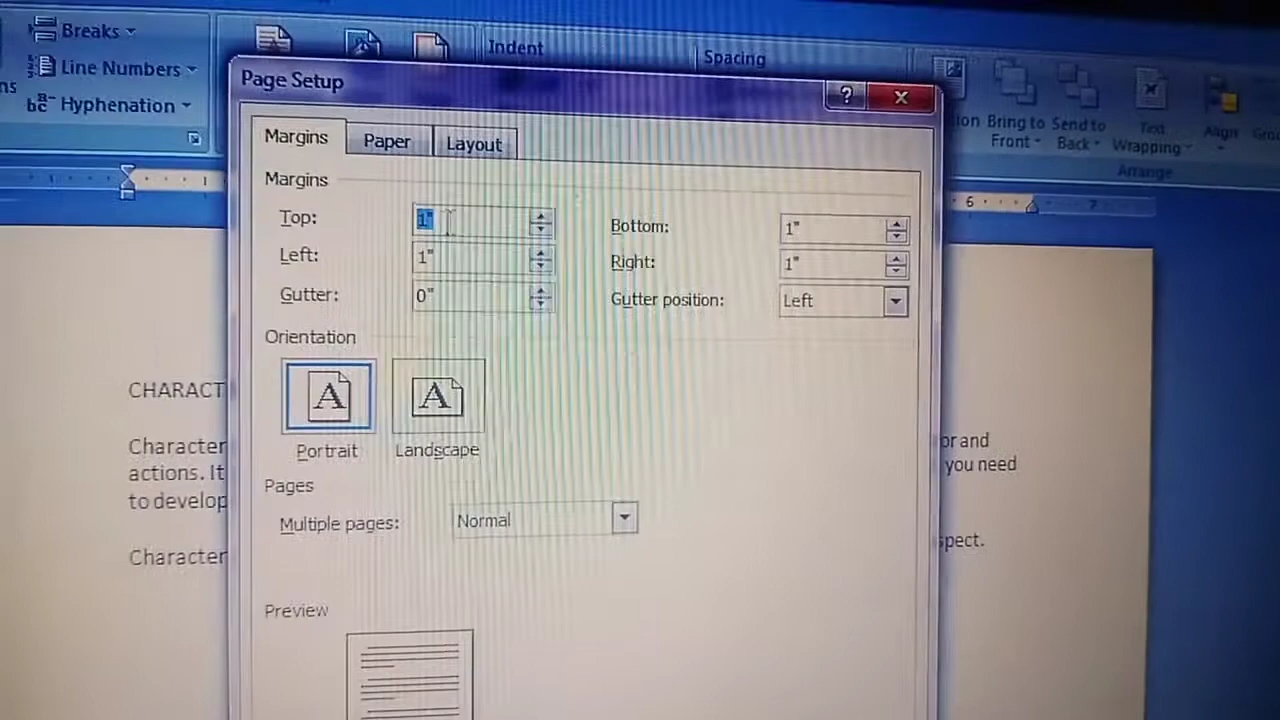 Breaks
Indent
Spacing
Line Numbers
Hyphenation
Page Setup
?
Bring to Front
Send to Back
Text Wrapping
Align
Arrange
Margins Paper Layout
Margins
Top: 1" Bottom: 1"
Left: 1" Right: 1"
Gutter: 0" Gutter position: Left
6 7
Orientation
A A
Portrait Landscape
Pages
Multiple pages: Normal
Preview
CHARACT
Character
and
actions. It you need
to develop
Character